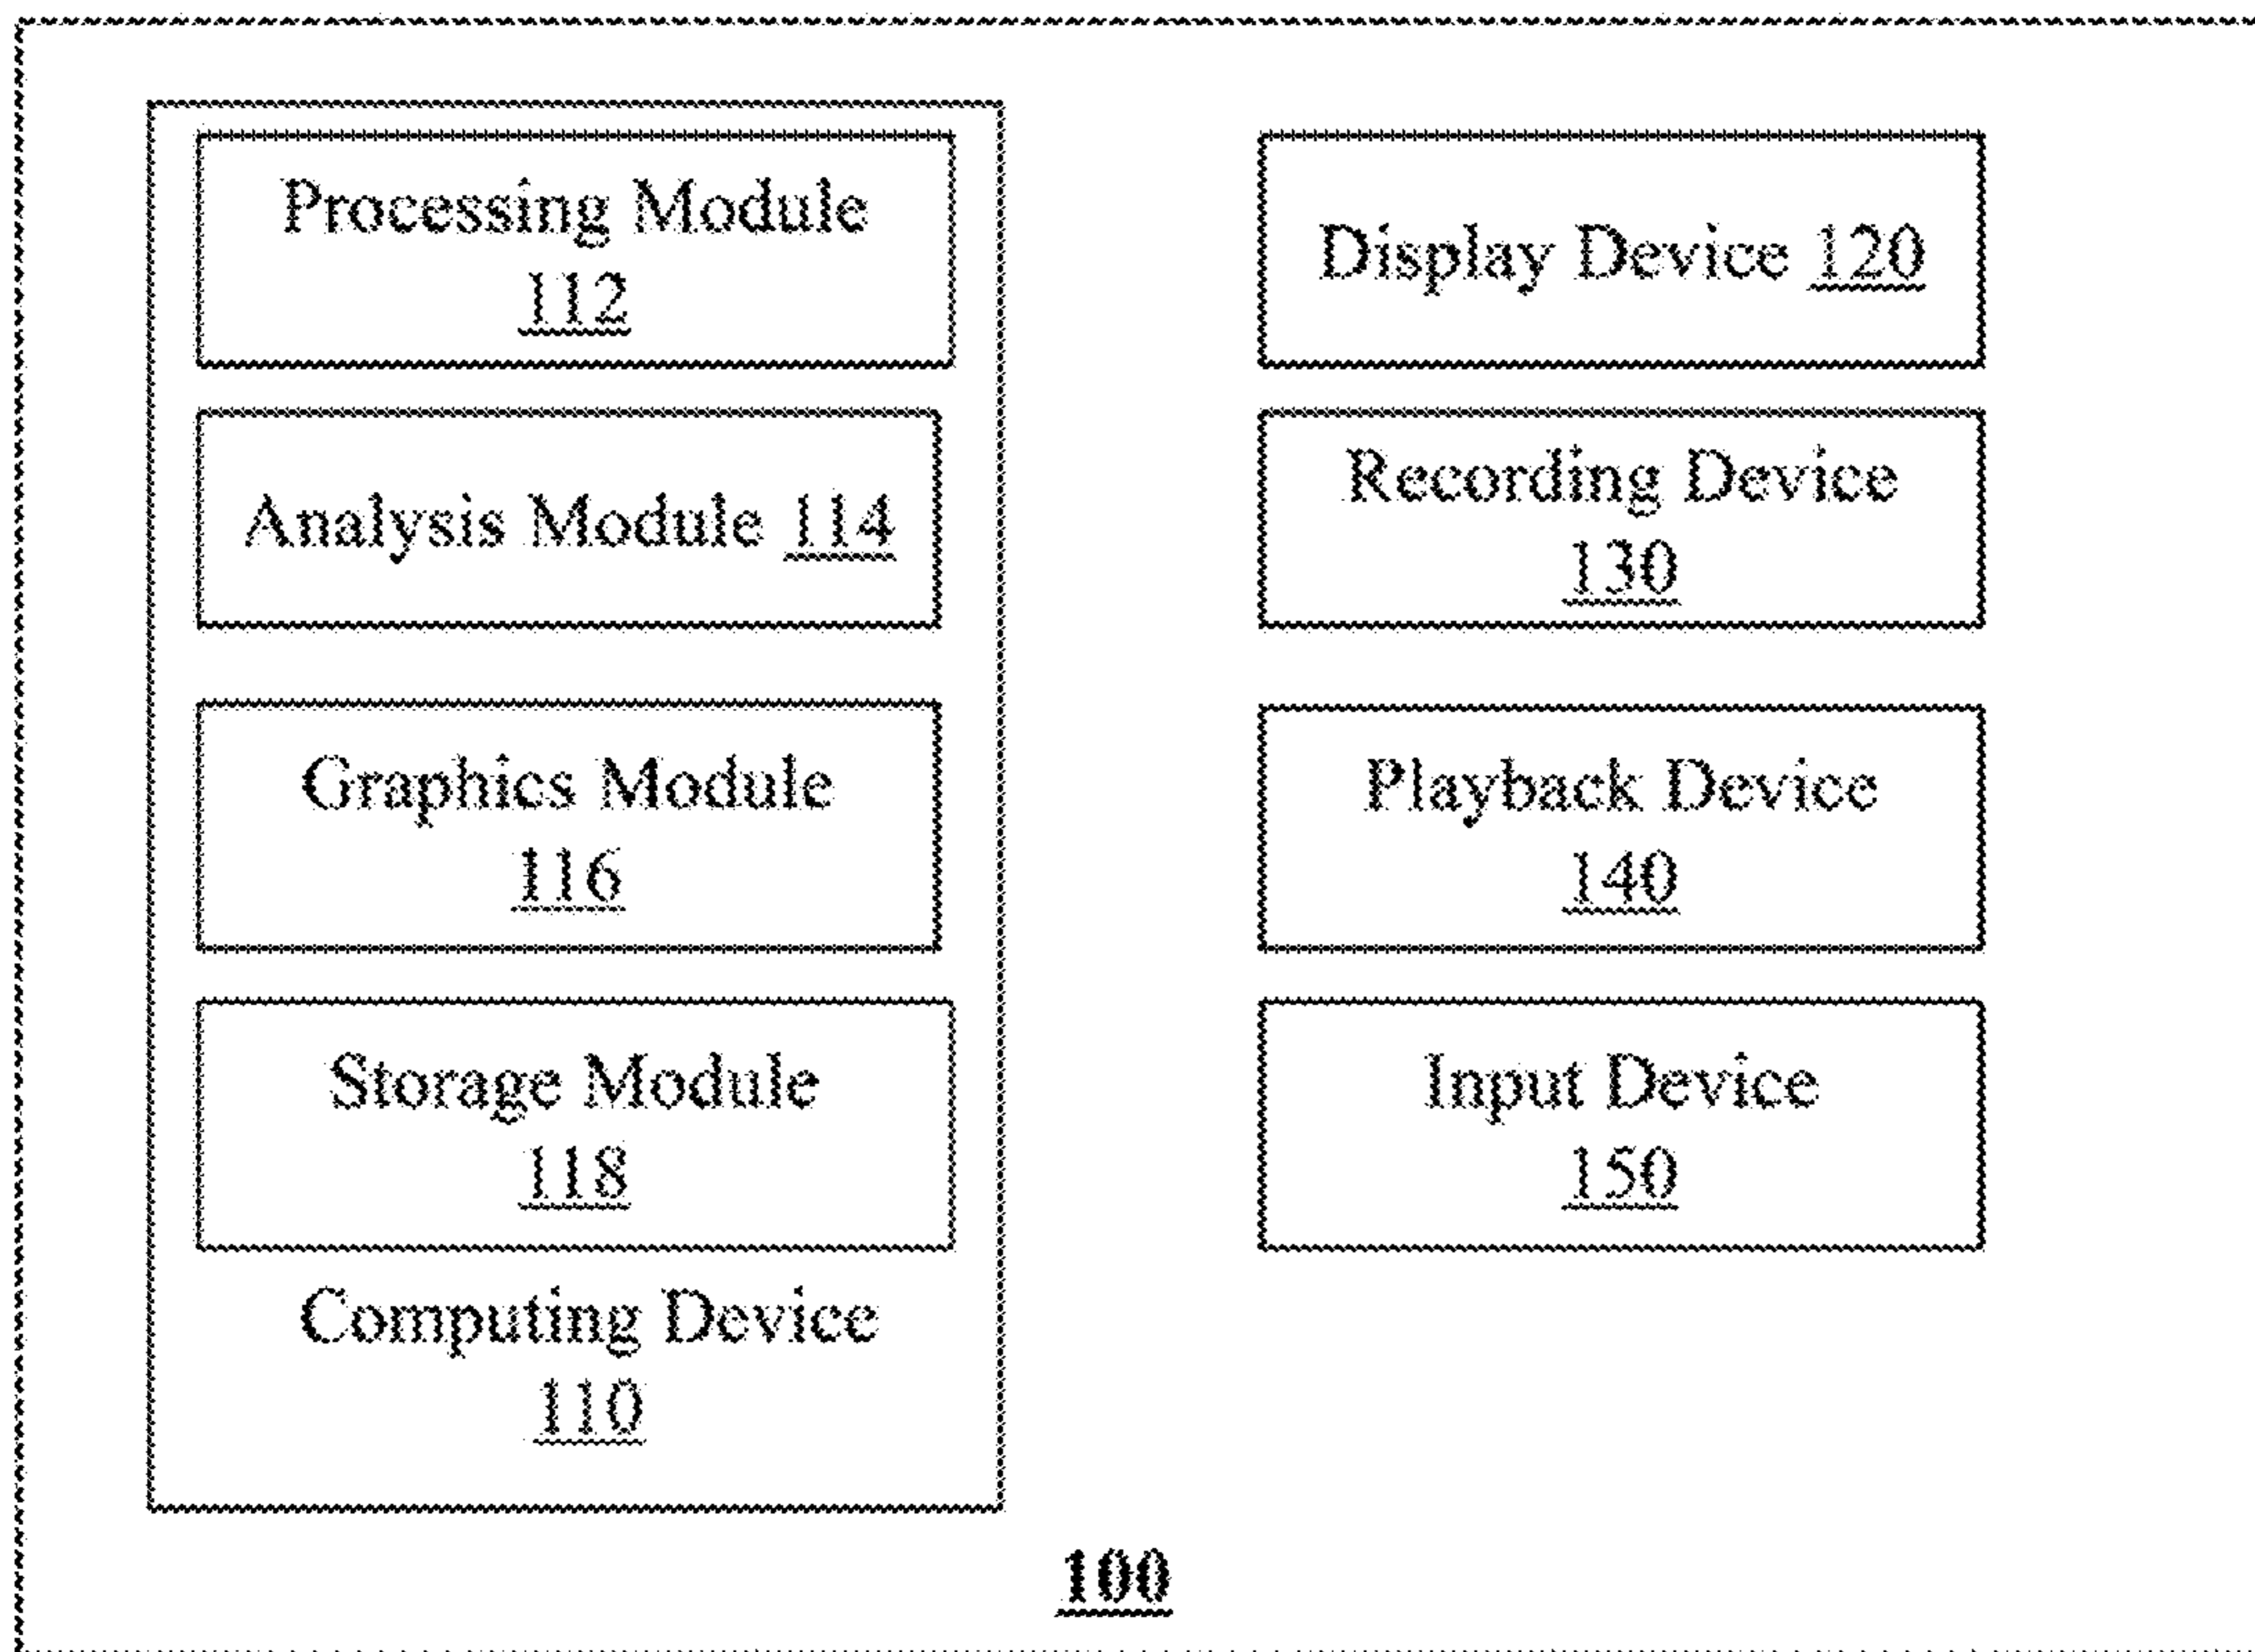 Processing Module
112
Analysis Module 114
Graphics Module
116
Storage Module
118
Computing Device
110
Display Device 120
Recording Device
130
Playback Device
140
Input Device
150
100